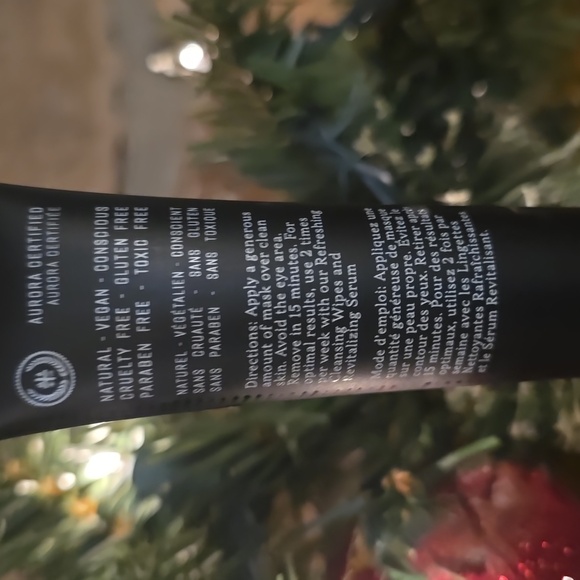 AURORA CERTIFIED
AURORA CERTIFIÉE
NATURAL • VEGAN • CONSCIOUS
CRUELTY FREE • GLUTEN FREE
PARABEN FREE • TOXIC FREE
NATUREL • VÉGÉTALIEN • CONSCIENT
SANS CRUAUTÉ • SANS GLUTEN
SANS PARABEN • SANS TOXIQUE
Directions: Apply a generous
amount of mask over clean
skin. Avoid the eye area.
Remove in 15 minutes. For
optimal results, use 2 times
per week with our Refreshing
Cleansing Wipes and
Revitalizing Serum
Mode d'emploi: Appliquez une
quantité généreuse de masque
sur une peau propre. Évitez le
contour des yeux. Retirer après
15 minutes. Pour des résultats
optimaux, utilisez 2 fois par
semaine avec les Lingettes
Nettoyantes Rafraîchissantes
et le Sérum Revitalisant.